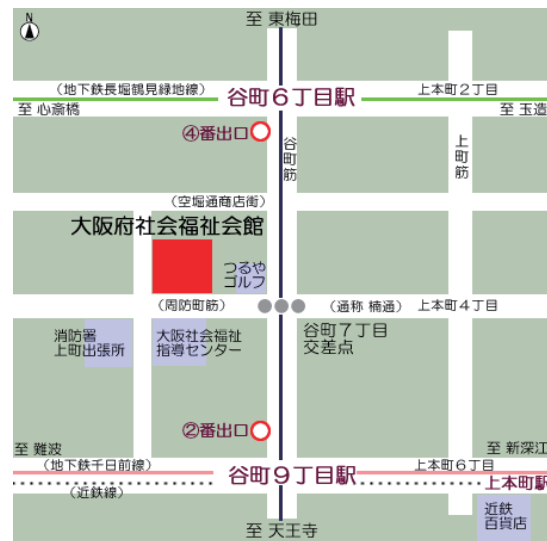 N
至 東梅田
(地下鉄長堀鶴見緑地線)
谷町6丁目駅
上本町2丁目
至 心斎橋
至 玉造
④番出口
谷町筋
上町筋
(空堀通商店街)
大阪府社会福祉会館
つるや
ゴルフ
(周防町筋)
(通称 楠通)
上本町4丁目
消防署
上町出張所
大阪社会福祉
指導センター
谷町7丁目
交差点
②番出口
至 難波
至 新深江
(地下鉄千日前線)
谷町9丁目駅
上本町6丁目
(近鉄線)
上本町駅
近鉄
百貨店
至 天王寺